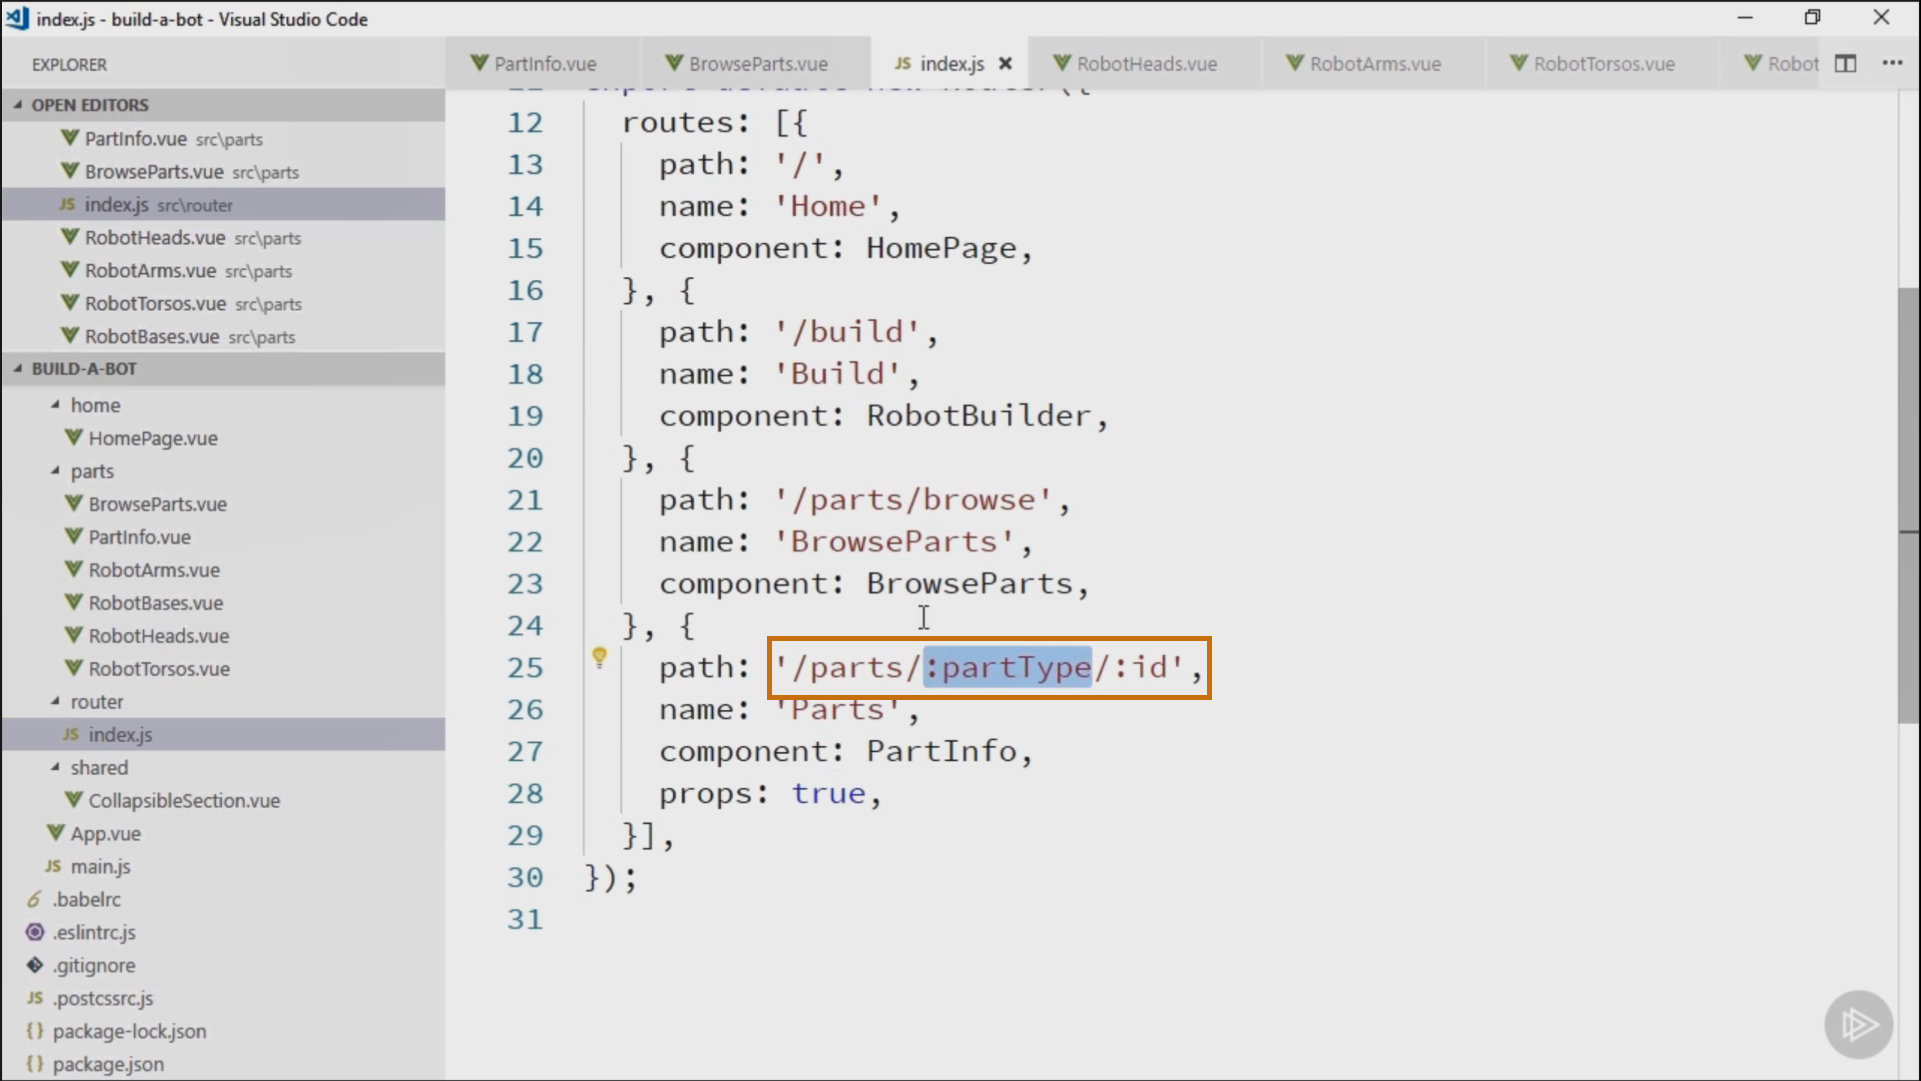 index.js - build-a-bot - Visual Studio Code
EXPLORER
OPEN EDITORS
PartInfo.vue src\parts
BrowseParts.vue src\parts
JS index.js src\router
RobotHeads.vue src\parts
RobotArms.vue src\parts
RobotTorsos.vue src\parts
RobotBases.vue src\parts
BUILD-A-BOT
home
HomePage.vue
parts
BrowseParts.vue
PartInfo.vue
RobotArms.vue
RobotBases.vue
RobotHeads.vue
RobotTorsos.vue
router
JS index.js
shared
CollapsibleSection.vue
App.vue
JS main.js
.babelrc
.eslintrc.js
.gitignore
JS .postcssrc.js
{} package-lock.json
{} package.json
PartInfo.vue
BrowseParts.vue
JS index.js
RobotHeads.vue
RobotArms.vue
RobotTorsos.vue
Robot
12 routes: [{
13 path: '/',
14 name: 'Home',
15 component: HomePage,
16 }, {
17 path: '/build',
18 name: 'Build',
19 component: RobotBuilder,
20 }, {
21 path: '/parts/browse',
22 name: 'BrowseParts',
23 component: BrowseParts,
24 }, {
25 path: '/parts/:partType/:id',
26 name: 'Parts',
27 component: PartInfo,
28 props: true,
29 }],
30 });
31